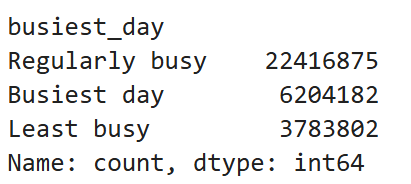 busiest_day
Regularly busy    22416875
Busiest day        6204182
Least busy         3783802
Name: count, dtype: int64